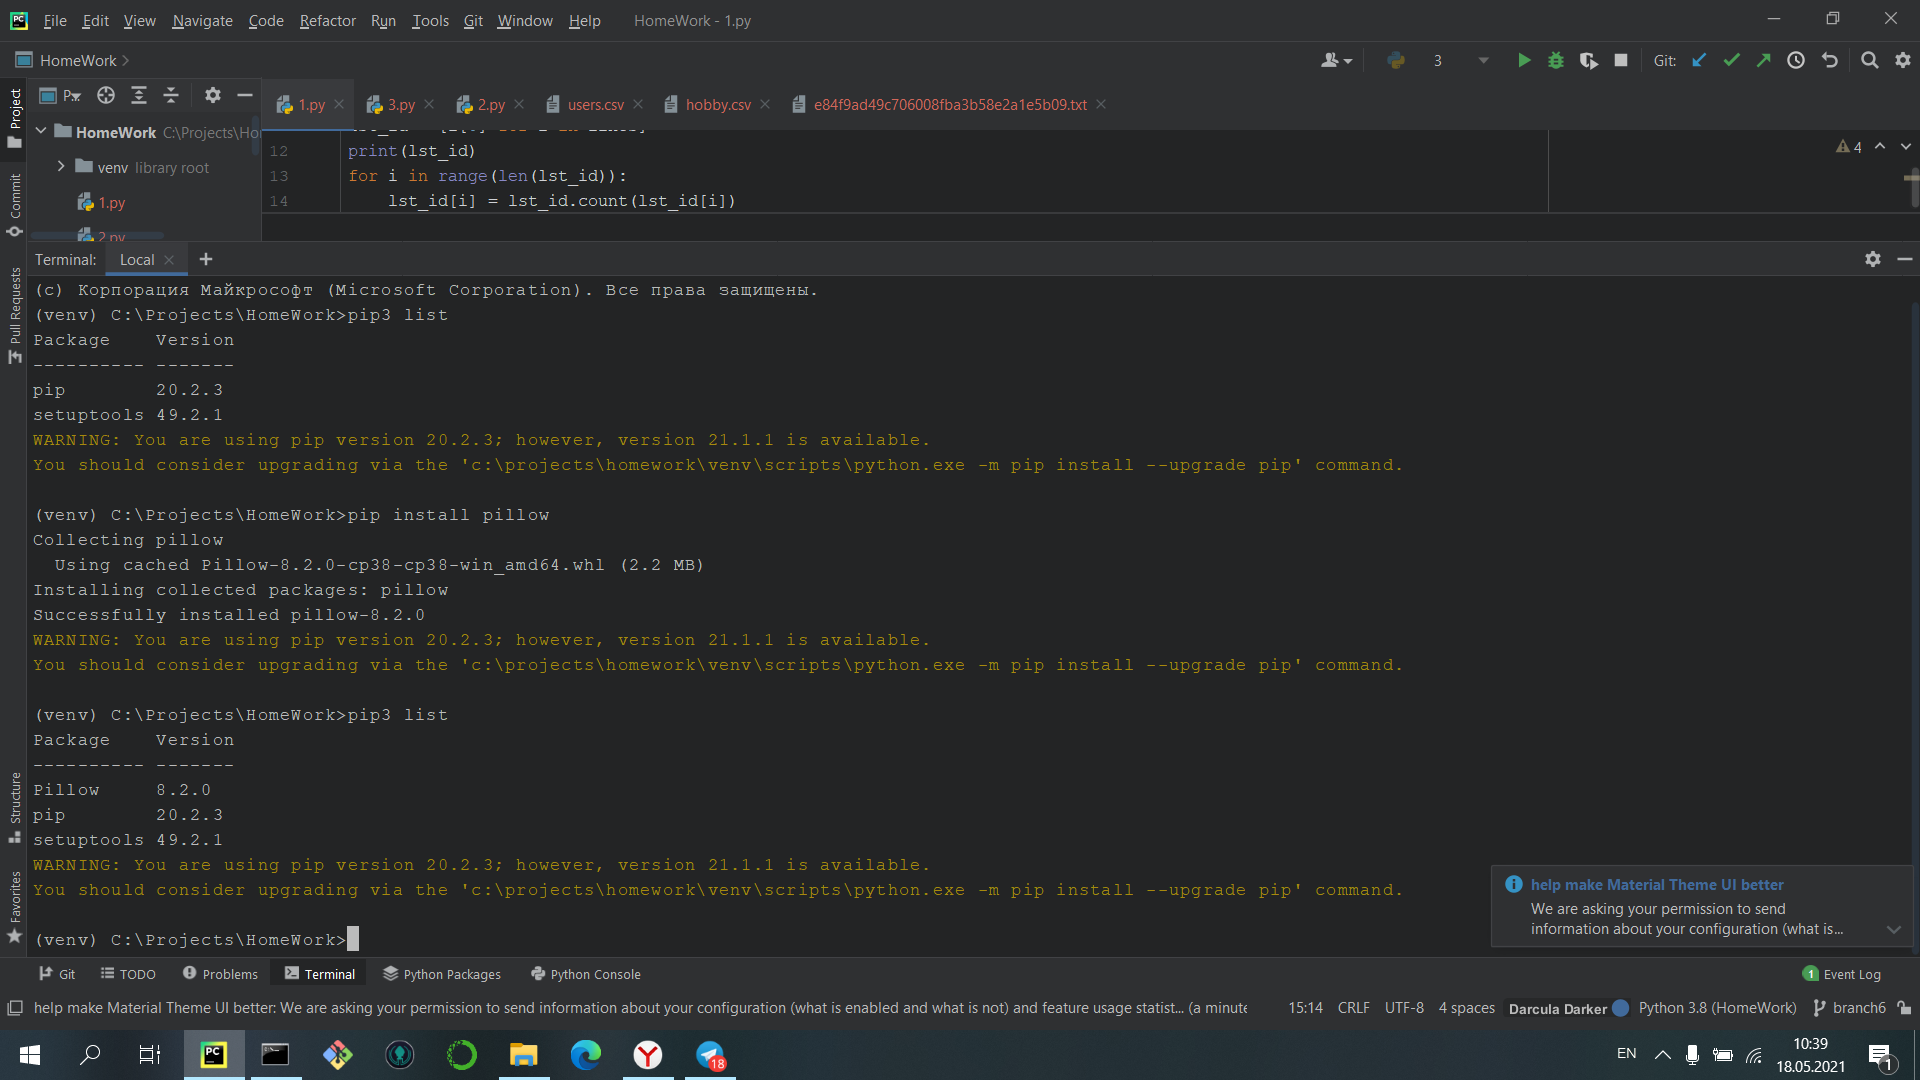 File Edit View Navigate Code Refactor Run Tools Git Window Help HomeWork - 1.py
HomeWork
3 Git:
P...
1.py 3.py 2.py users.csv hobby.csv e84f9ad49c706008fba3b58e2a1e5b09.txt
Project
Commit
Pull Requests
Structure
Favorites
HomeWork C:\Projects\Ho
venv library root
1.py
2.py
12 print(lst_id)
13 for i in range(len(lst_id)):
14 lst_id[i] = lst_id.count(lst_id[i])
4
Terminal: Local +
(c) Корпорация Майкрософт (Microsoft Corporation). Все права защищены.
(venv) C:\Projects\HomeWork>pip3 list
Package Version
---------- -------
pip 20.2.3
setuptools 49.2.1
WARNING: You are using pip version 20.2.3; however, version 21.1.1 is available.
You should consider upgrading via the 'c:\projects\homework\venv\scripts\python.exe -m pip install --upgrade pip' command.
(venv) C:\Projects\HomeWork>pip install pillow
Collecting pillow
Using cached Pillow-8.2.0-cp38-cp38-win_amd64.whl (2.2 MB)
Installing collected packages: pillow
Successfully installed pillow-8.2.0
WARNING: You are using pip version 20.2.3; however, version 21.1.1 is available.
You should consider upgrading via the 'c:\projects\homework\venv\scripts\python.exe -m pip install --upgrade pip' command.
(venv) C:\Projects\HomeWork>pip3 list
Package Version
---------- -------
Pillow 8.2.0
pip 20.2.3
setuptools 49.2.1
WARNING: You are using pip version 20.2.3; however, version 21.1.1 is available.
You should consider upgrading via the 'c:\projects\homework\venv\scripts\python.exe -m pip install --upgrade pip' command.
(venv) C:\Projects\HomeWork>
help make Material Theme UI better
We are asking your permission to send
information about your configuration (what is...
Git TODO Problems Terminal Python Packages Python Console 1 Event Log
help make Material Theme UI better: We are asking your permission to send information about your configuration (what is enabled and what is not) and feature usage statist... (a minute 15:14 CRLF UTF-8 4 spaces Darcula Darker Python 3.8 (HomeWork) branch6
PC 18 EN 10:39
18.05.2021
1